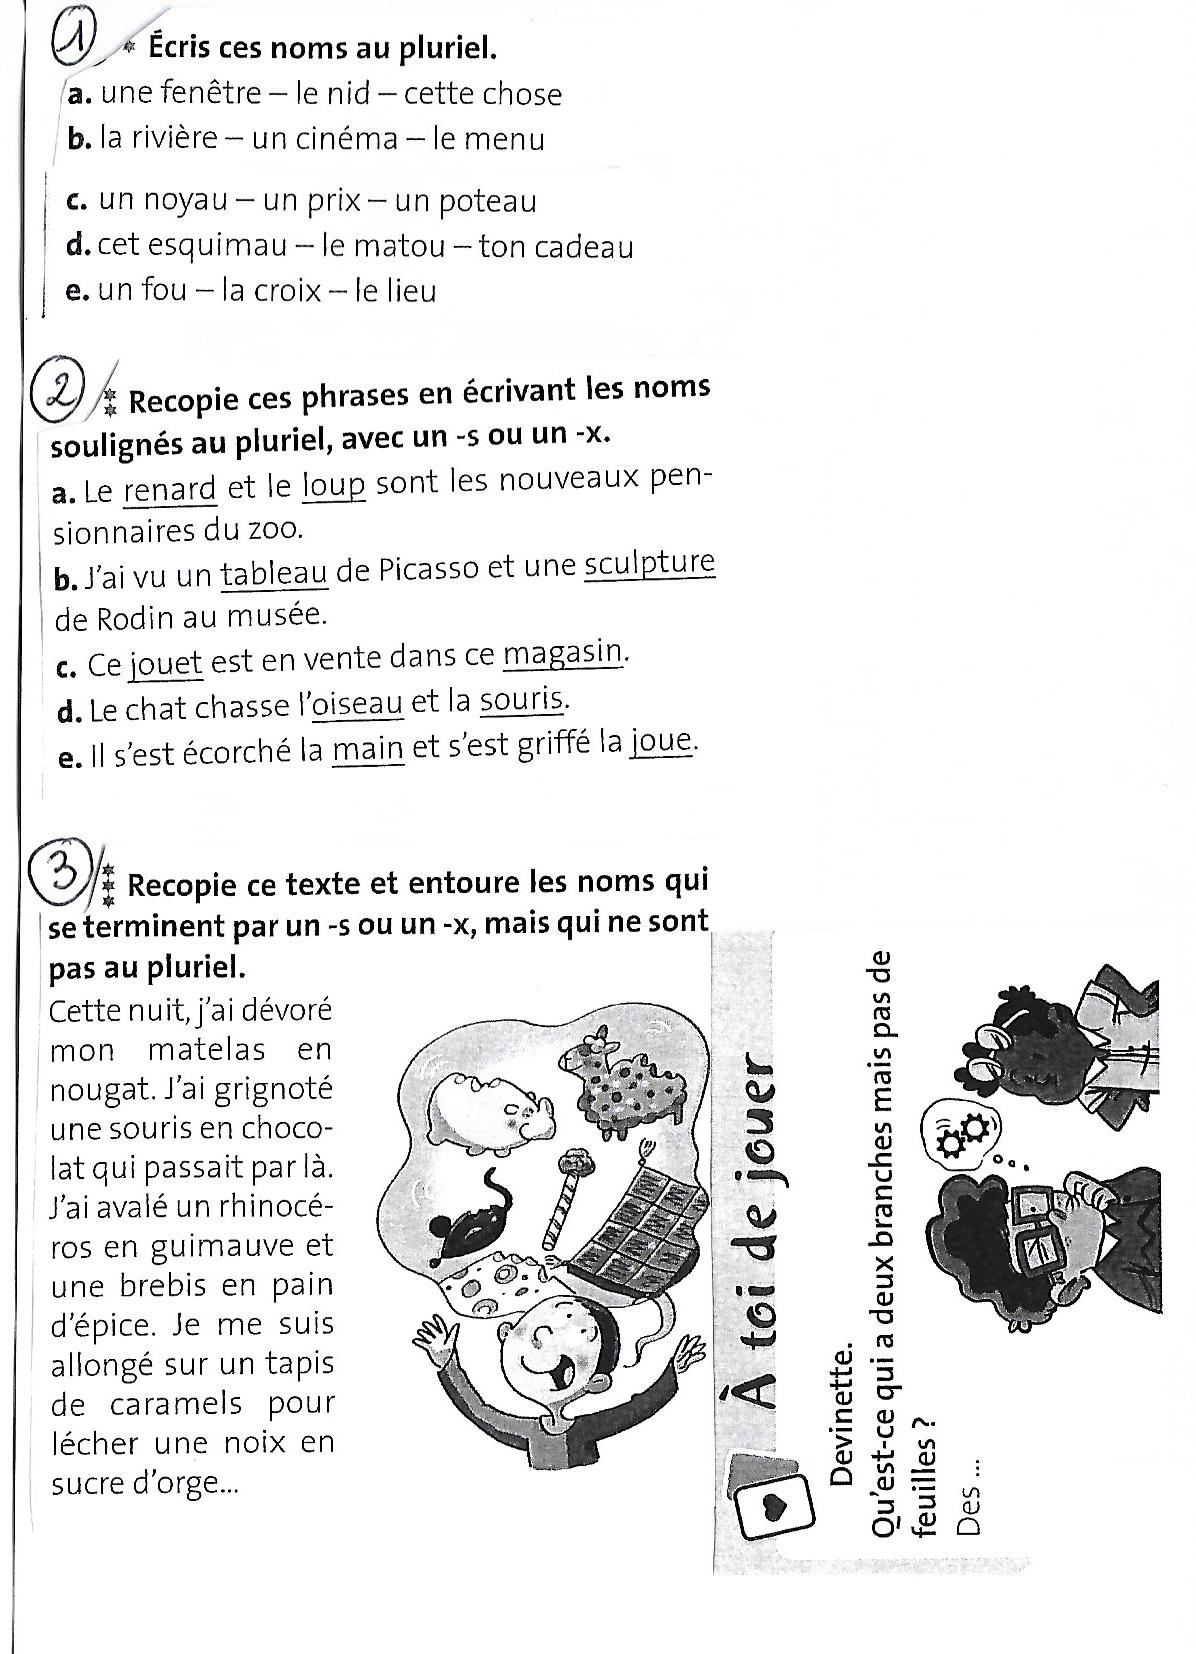 1 * Écris ces noms au pluriel.
a. une fenêtre – le nid – cette chose
b. la rivière – un cinéma – le menu
c. un noyau – un prix – un poteau
d. cet esquimau – le matou – ton cadeau
e. un fou – la croix – le lieu
2 ** Recopie ces phrases en écrivant les noms
soulignés au pluriel, avec un -s ou un -x.
a. Le renard et le loup sont les nouveaux pen-
sionnaires du zoo.
b. J'ai vu un tableau de Picasso et une sculpture
de Rodin au musée.
c. Ce jouet est en vente dans ce magasin.
d. Le chat chasse l'oiseau et la souris.
e. Il s'est écorché la main et s'est griffé la joue.
3 *** Recopie ce texte et entoure les noms qui
se terminent par un -s ou un -x, mais qui ne sont
pas au pluriel.
Cette nuit, j'ai dévoré
mon matelas en
nougat. J'ai grignoté
une souris en choco-
lat qui passait par là.
J'ai avalé un rhinocé-
ros en guimauve et
une brebis en pain
d'épice. Je me suis
allongé sur un tapis
de caramels pour
lécher une noix en
sucre d'orge...
À toi de jouer
Devinette.
Qu'est-ce qui a deux branches mais pas de
feuilles ?
Des ...